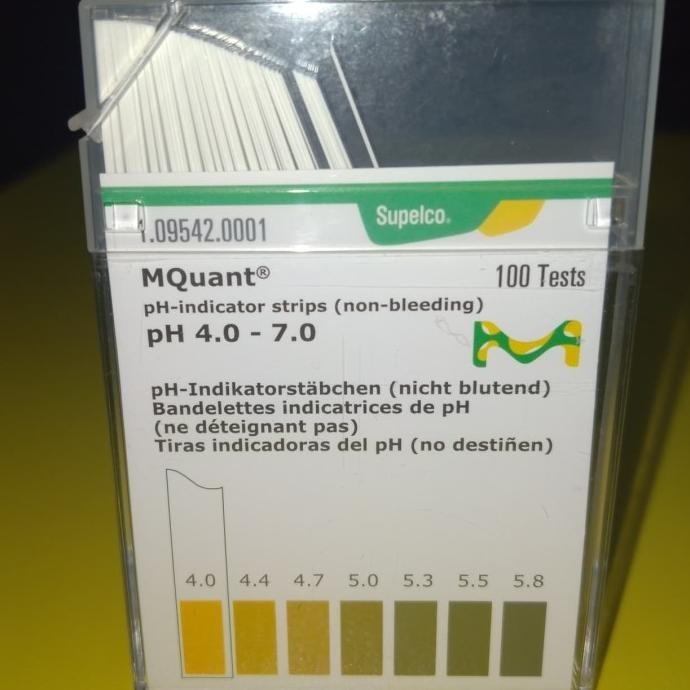 1.09542.0001
Supelco®
MQuant®
100 Tests
pH-indicator strips (non-bleeding)
pH 4.0 - 7.0
pH-Indikatorstäbchen (nicht blutend)
Bandelettes indicatrices de pH
(ne déteignant pas)
Tiras indicadoras del pH (no destiñen)
4.0 4.4 4.7 5.0 5.3 5.5 5.8